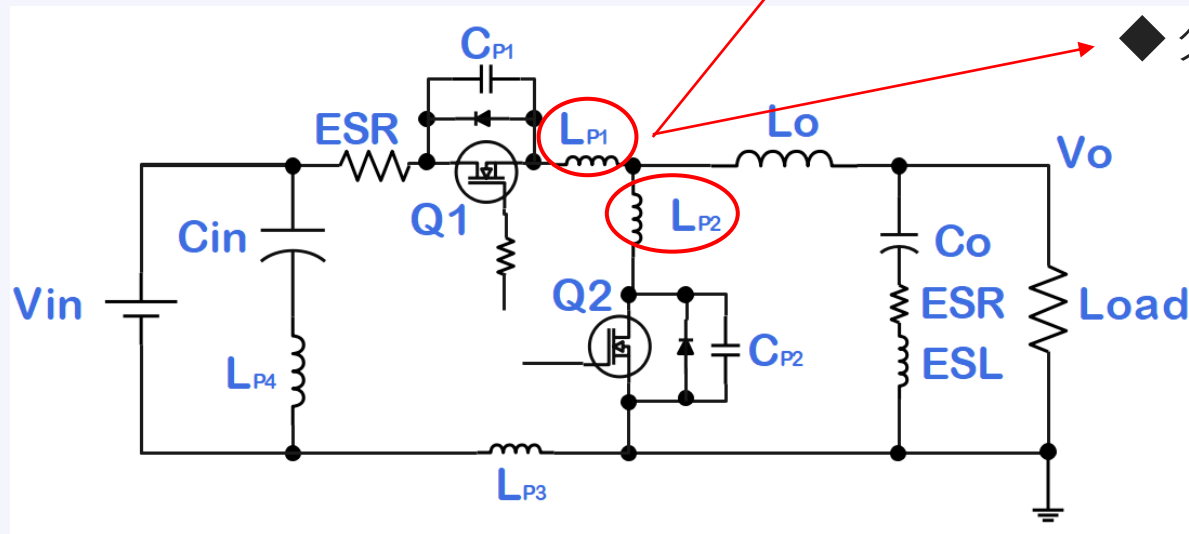 CP1
ESR
LP1
Lo
Vo
Q1
LP2
Cin
Co
Vin
Q2
ESR
Load
CP2
ESL
LP4
LP3